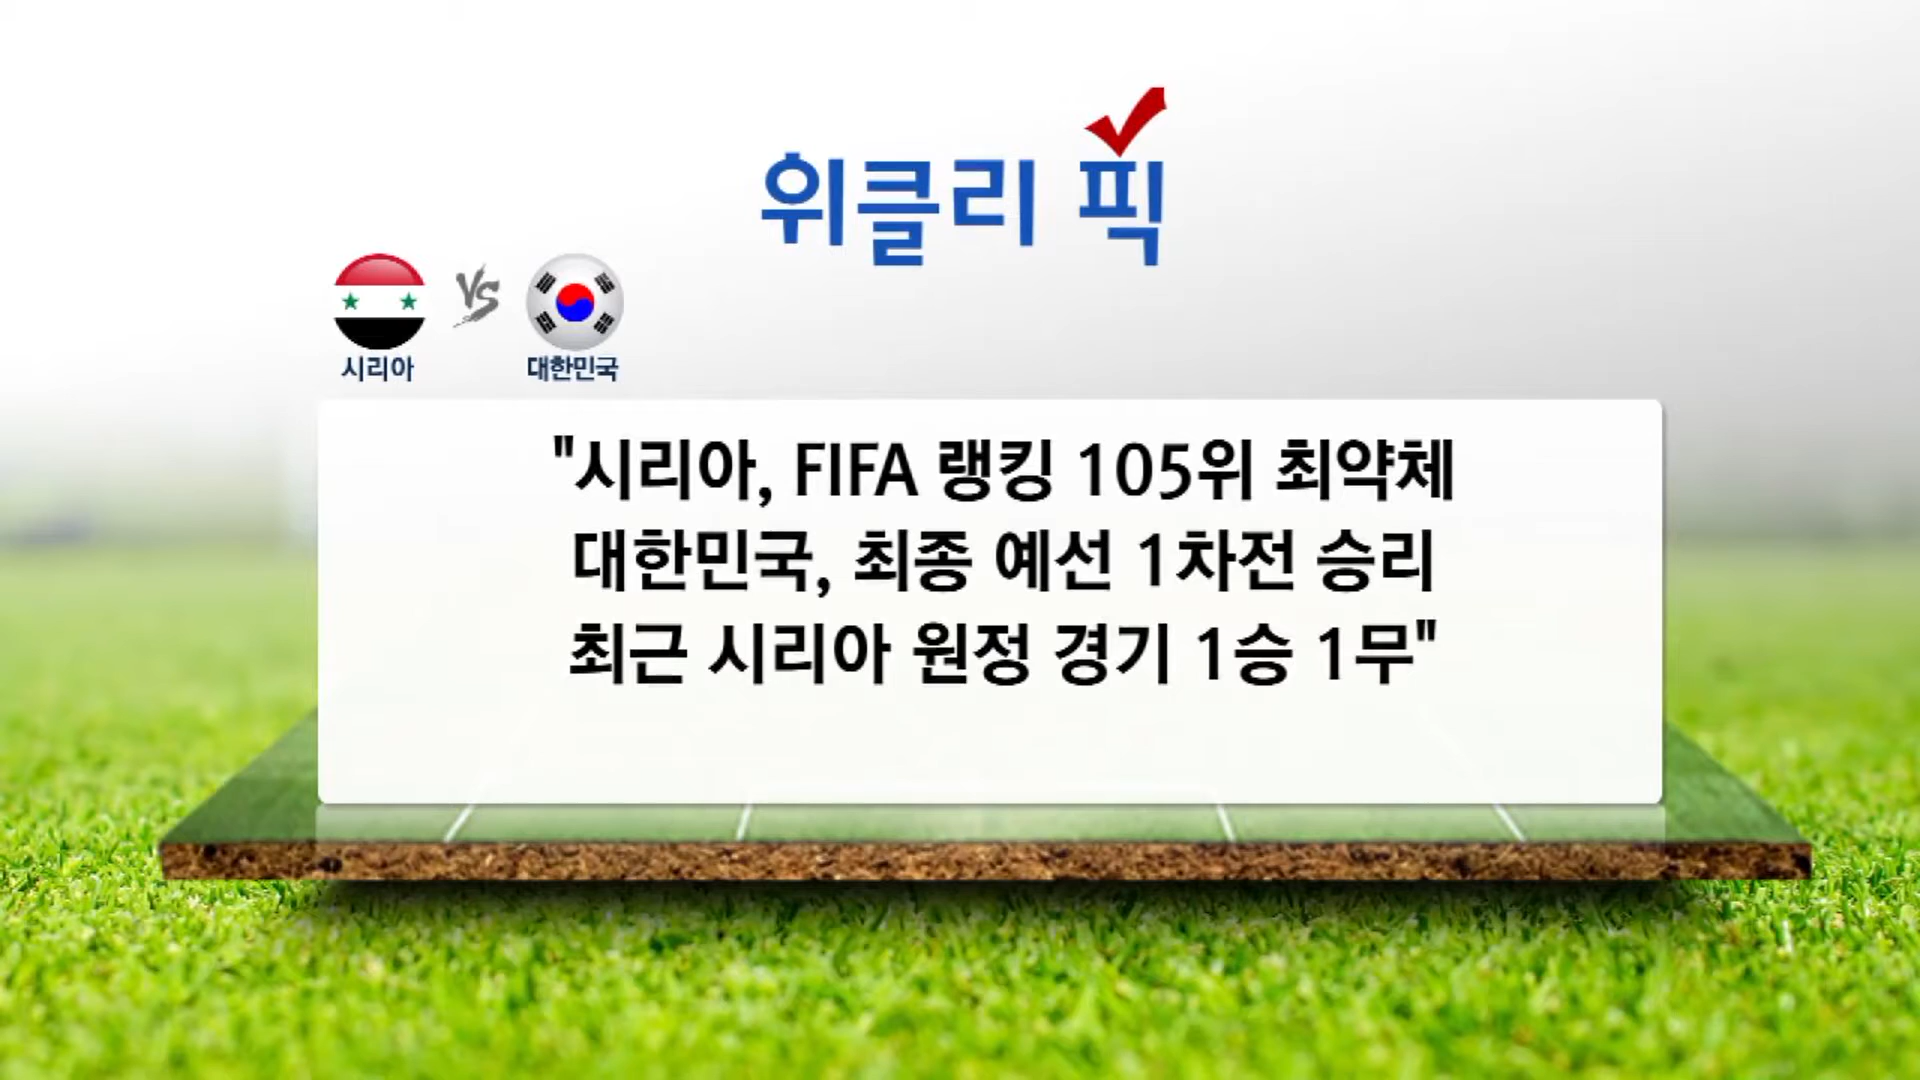 위클리 픽
시리아 VS 대한민국
"시리아, FIFA 랭킹 105위 최약체
대한민국, 최종 예선 1차전 승리
최근 시리아 원정 경기 1승 1무"